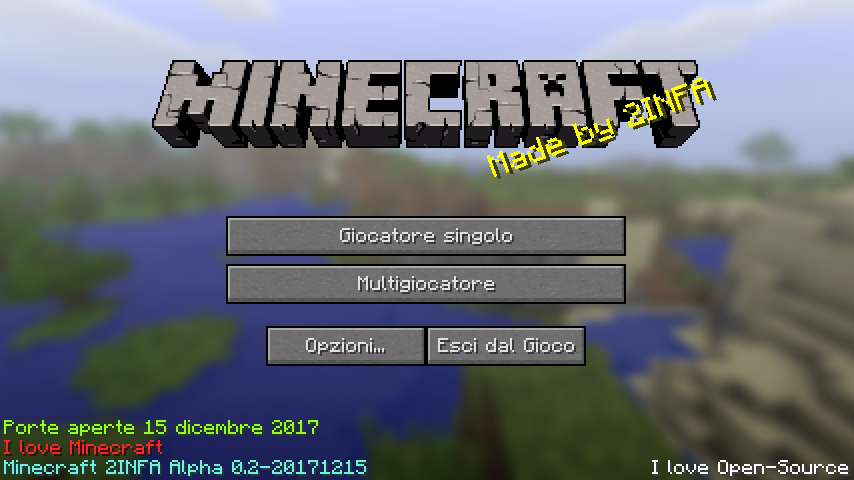 MINECRAFT
Made by 2INFA
Giocatore singolo
Multigiocatore
Opzioni...
Esci dal Gioco
Porte aperte 15 dicembre 2017
I love Minecraft
Minecraft 2INFA Alpha 0.2-20171215
I love Open-Source